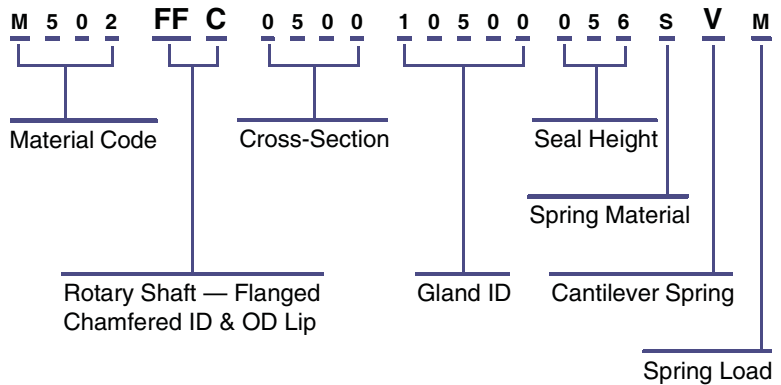 M 5 0 2 FF C 0 5 0 0 1 0 5 0 0 0 5 6 S V M
Material Code
Cross-Section
Seal Height
Spring Material
Rotary Shaft — Flanged
Chamfered ID & OD Lip
Gland ID
Cantilever Spring
Spring Load